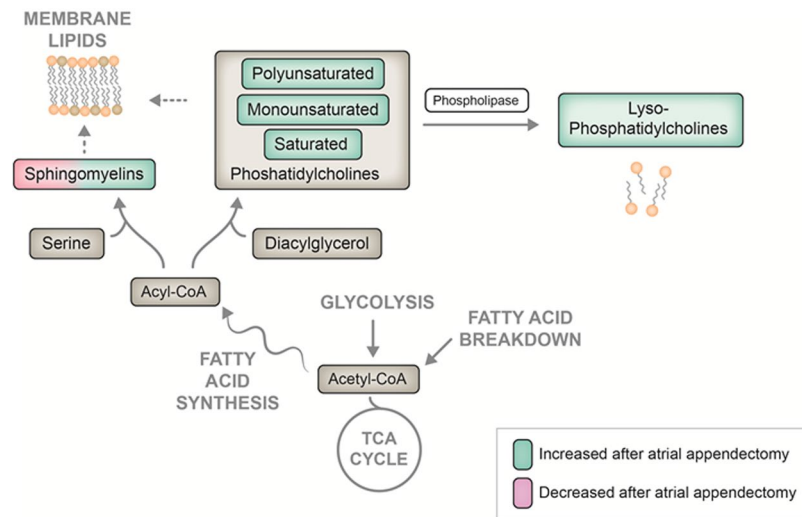 MEMBRANE
LIPIDS
Polyunsaturated
Monounsaturated
Saturated
Phoshatidylcholines
Phospholipase
Lyso-
Phosphatidylcholines
Sphingomyelins
Serine
Diacylglycerol
Acyl-CoA
GLYCOLYSIS
FATTY ACID
BREAKDOWN
FATTY
ACID
SYNTHESIS
Acetyl-CoA
TCA
CYCLE
Increased after atrial appendectomy
Decreased after atrial appendectomy